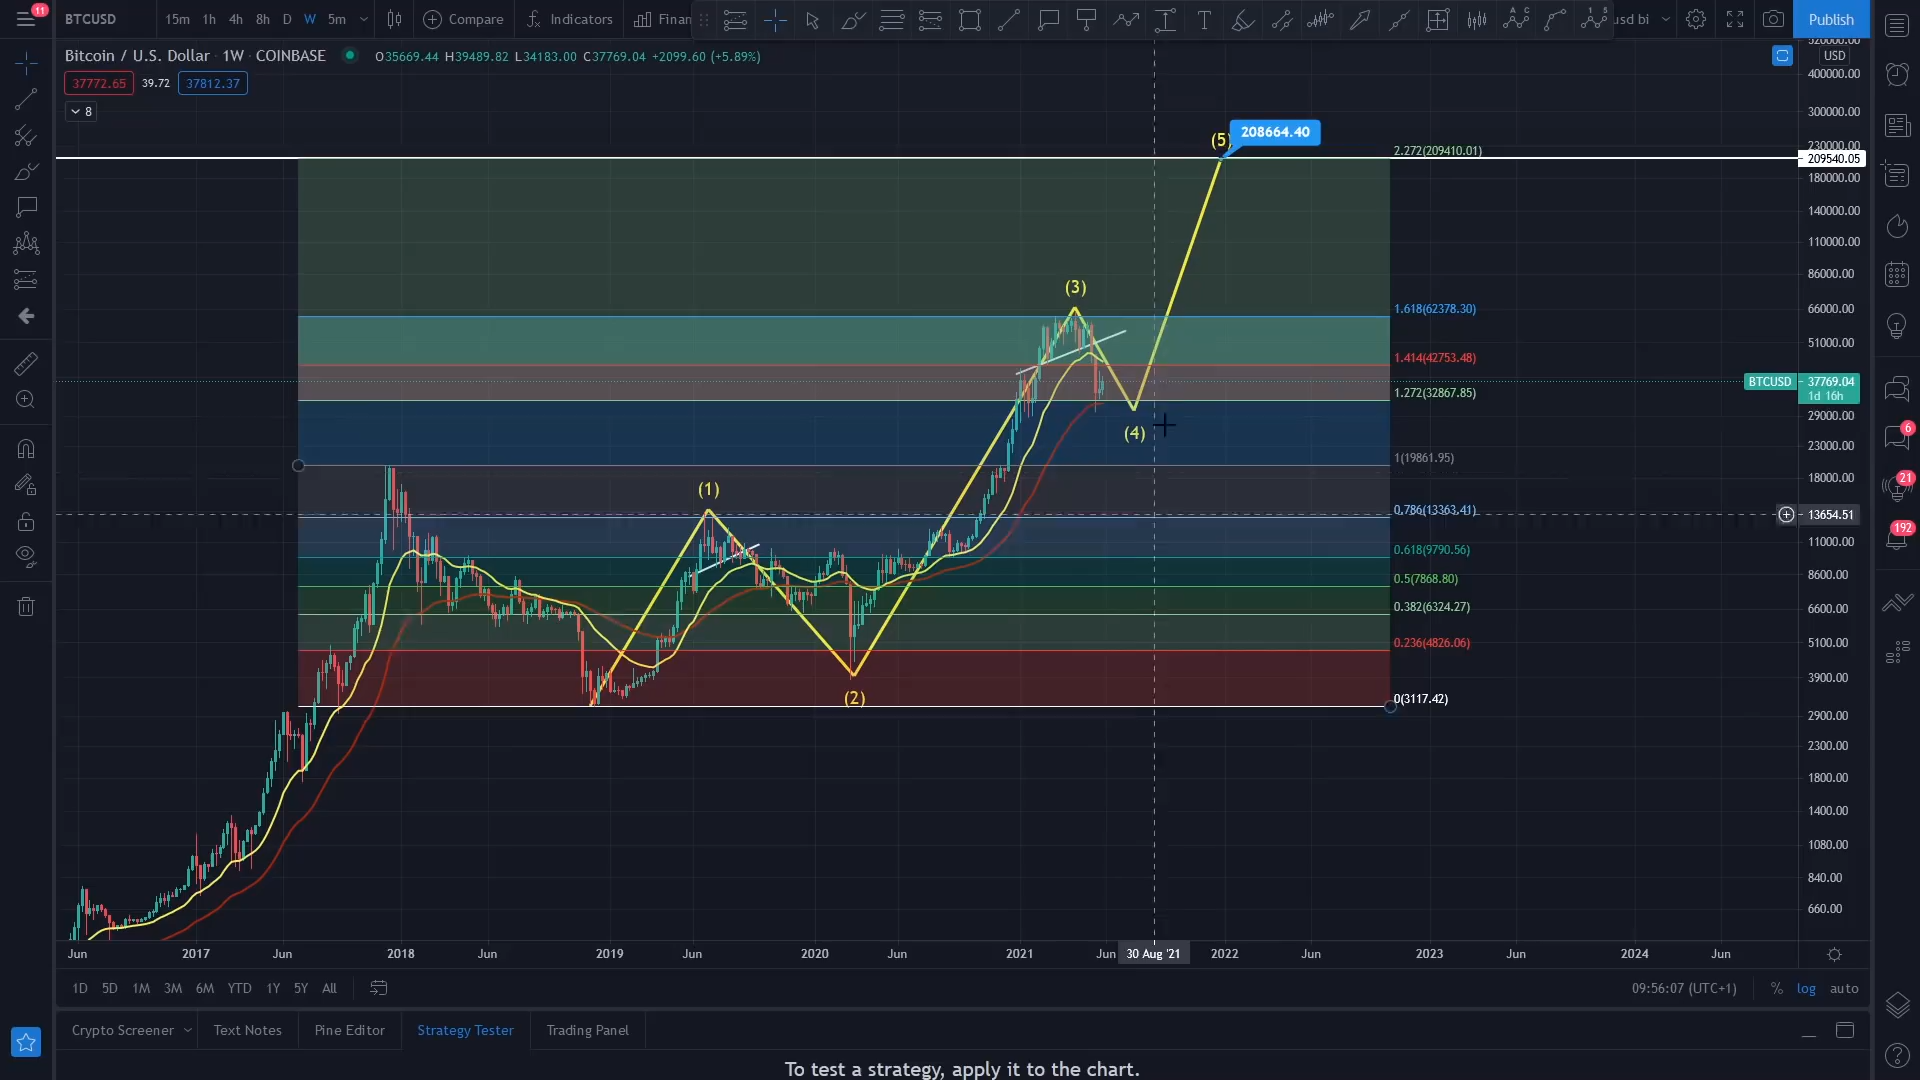 11
BTCUSD
15m 1h 4h 8h D W 5m
Compare
Indicators
Finan
usd bi
Publish
Bitcoin / U.S. Dollar · 1W · COINBASE
O35669.44 H39489.82 L34183.00 C37769.04 +2099.60 (+5.89%)
37772.65 39.72 37812.37
8
USD
520000.00
400000.00
300000.00
230000.00
209540.05
180000.00
140000.00
110000.00
86000.00
66000.00
51000.00
BTCUSD 37769.04
1d 16h
29000.00
23000.00
18000.00
13654.51
11000.00
8600.00
6600.00
5100.00
3900.00
2900.00
2300.00
1800.00
1400.00
1080.00
840.00
660.00
(5) 208664.40
2.272(209410.01)
(3)
1.618(62378.30)
1.414(42753.48)
1.272(32867.85)
(4)
1(19861.95)
(1)
0.786(13363.41)
0.618(9790.56)
0.5(7868.80)
0.382(6324.27)
0.236(4826.06)
(2)
0(3117.42)
6
21
192
Jun 2017 Jun 2018 Jun 2019 Jun 2020 Jun 2021 Jun 30 Aug '21 2022 Jun 2023 Jun 2024 Jun
1D 5D 1M 3M 6M YTD 1Y 5Y All
09:56:07 (UTC+1) % log auto
Crypto Screener Text Notes Pine Editor Strategy Tester Trading Panel
To test a strategy, apply it to the chart.